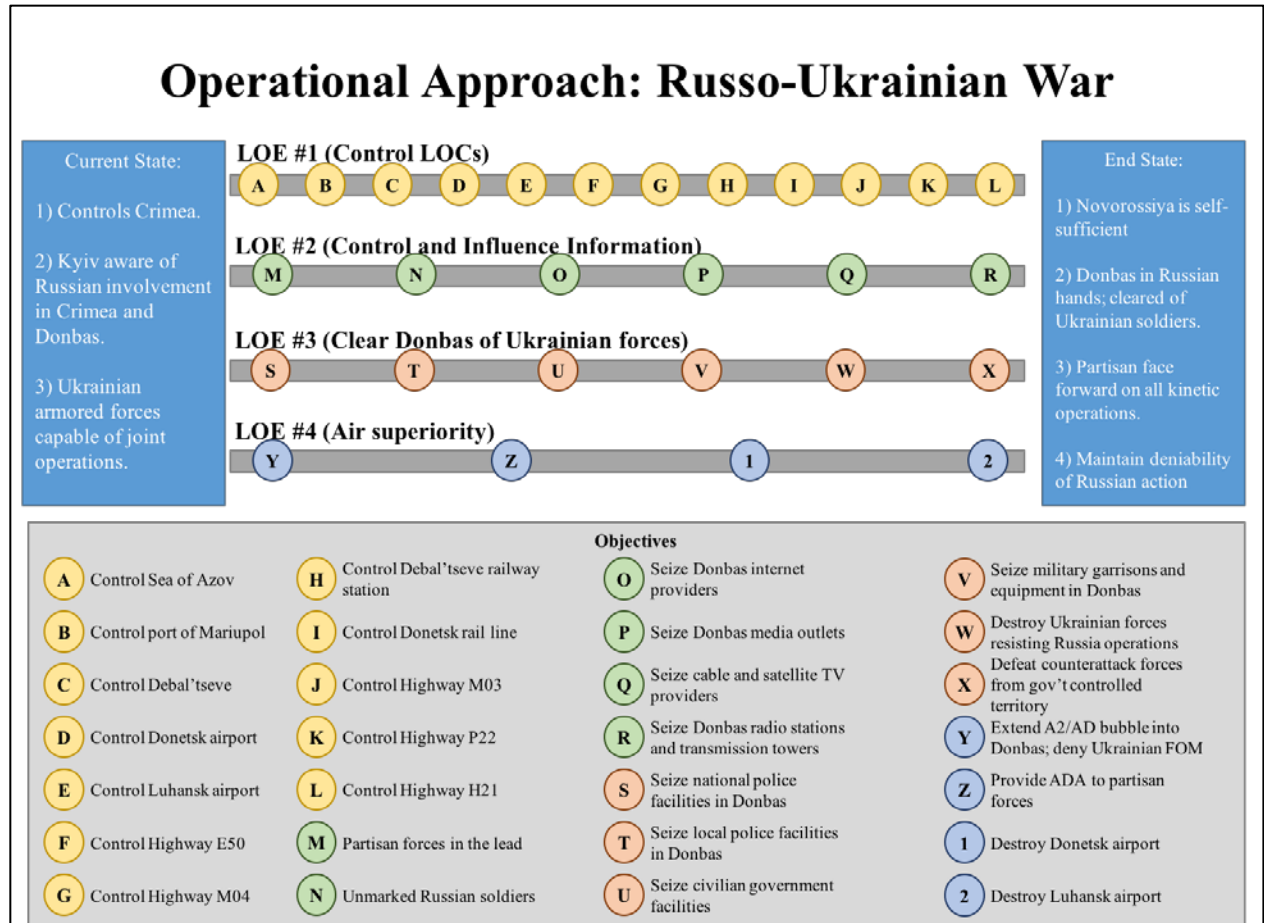 Operational Approach: Russo-Ukrainian War
Current State:
1) Controls Crimea.
2) Kyiv aware of
Russian involvement
in Crimea and
Donbas.
3) Ukrainian
armored forces
capable of joint
operations.
LOE #1 (Control LOCs)
A B C D E F G H I J K L
LOE #2 (Control and Influence Information)
M N O P Q R
LOE #3 (Clear Donbas of Ukrainian forces)
S T U V W X
LOE #4 (Air superiority)
Y Z 1 2
End State:
1) Novorossiya is self-
sufficient
2) Donbas in Russian
hands; cleared of
Ukrainian soldiers.
3) Partisan face
forward on all kinetic
operations.
4) Maintain deniability
of Russian action
Objectives
A Control Sea of Azov
B Control port of Mariupol
C Control Debal'tseve
D Control Donetsk airport
E Control Luhansk airport
F Control Highway E50
G Control Highway M04
H Control Debal'tseve railway
station
I Control Donetsk rail line
J Control Highway M03
K Control Highway P22
L Control Highway H21
M Partisan forces in the lead
N Unmarked Russian soldiers
O Seize Donbas internet
providers
P Seize Donbas media outlets
Q Seize cable and satellite TV
providers
R Seize Donbas radio stations
and transmission towers
S Seize national police
facilities in Donbas
T Seize local police facilities
in Donbas
U Seize civilian government
facilities
V Seize military garrisons and
equipment in Donbas
W Destroy Ukrainian forces
resisting Russia operations
X Defeat counterattack forces
from gov't controlled
territory
Y Extend A2/AD bubble into
Donbas; deny Ukrainian FOM
Z Provide ADA to partisan
forces
1 Destroy Donetsk airport
2 Destroy Luhansk airport